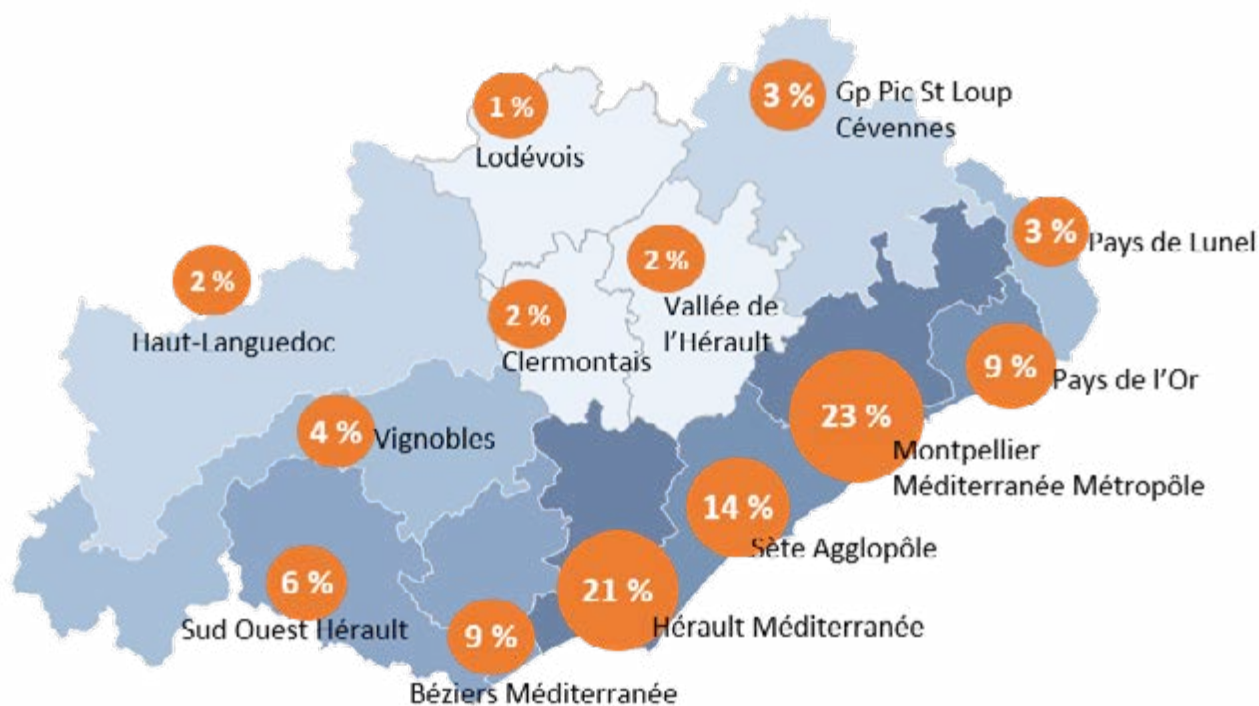 3 %
Gp Pic St Loup
Cévennes
1 %
Lodévois
3 %
Pays de Lunel
2 %
Vallée de
l'Hérault
2 %
Haut-Languedoc
2 %
Clermontais
9 %
Pays de l'Or
23 %
Montpellier
Méditerranée Métropôle
4 %
Vignobles
14 %
Sète Agglopôle
6 %
Sud Ouest Hérault
21 %
Hérault Méditerranée
9 %
Béziers Méditerranée